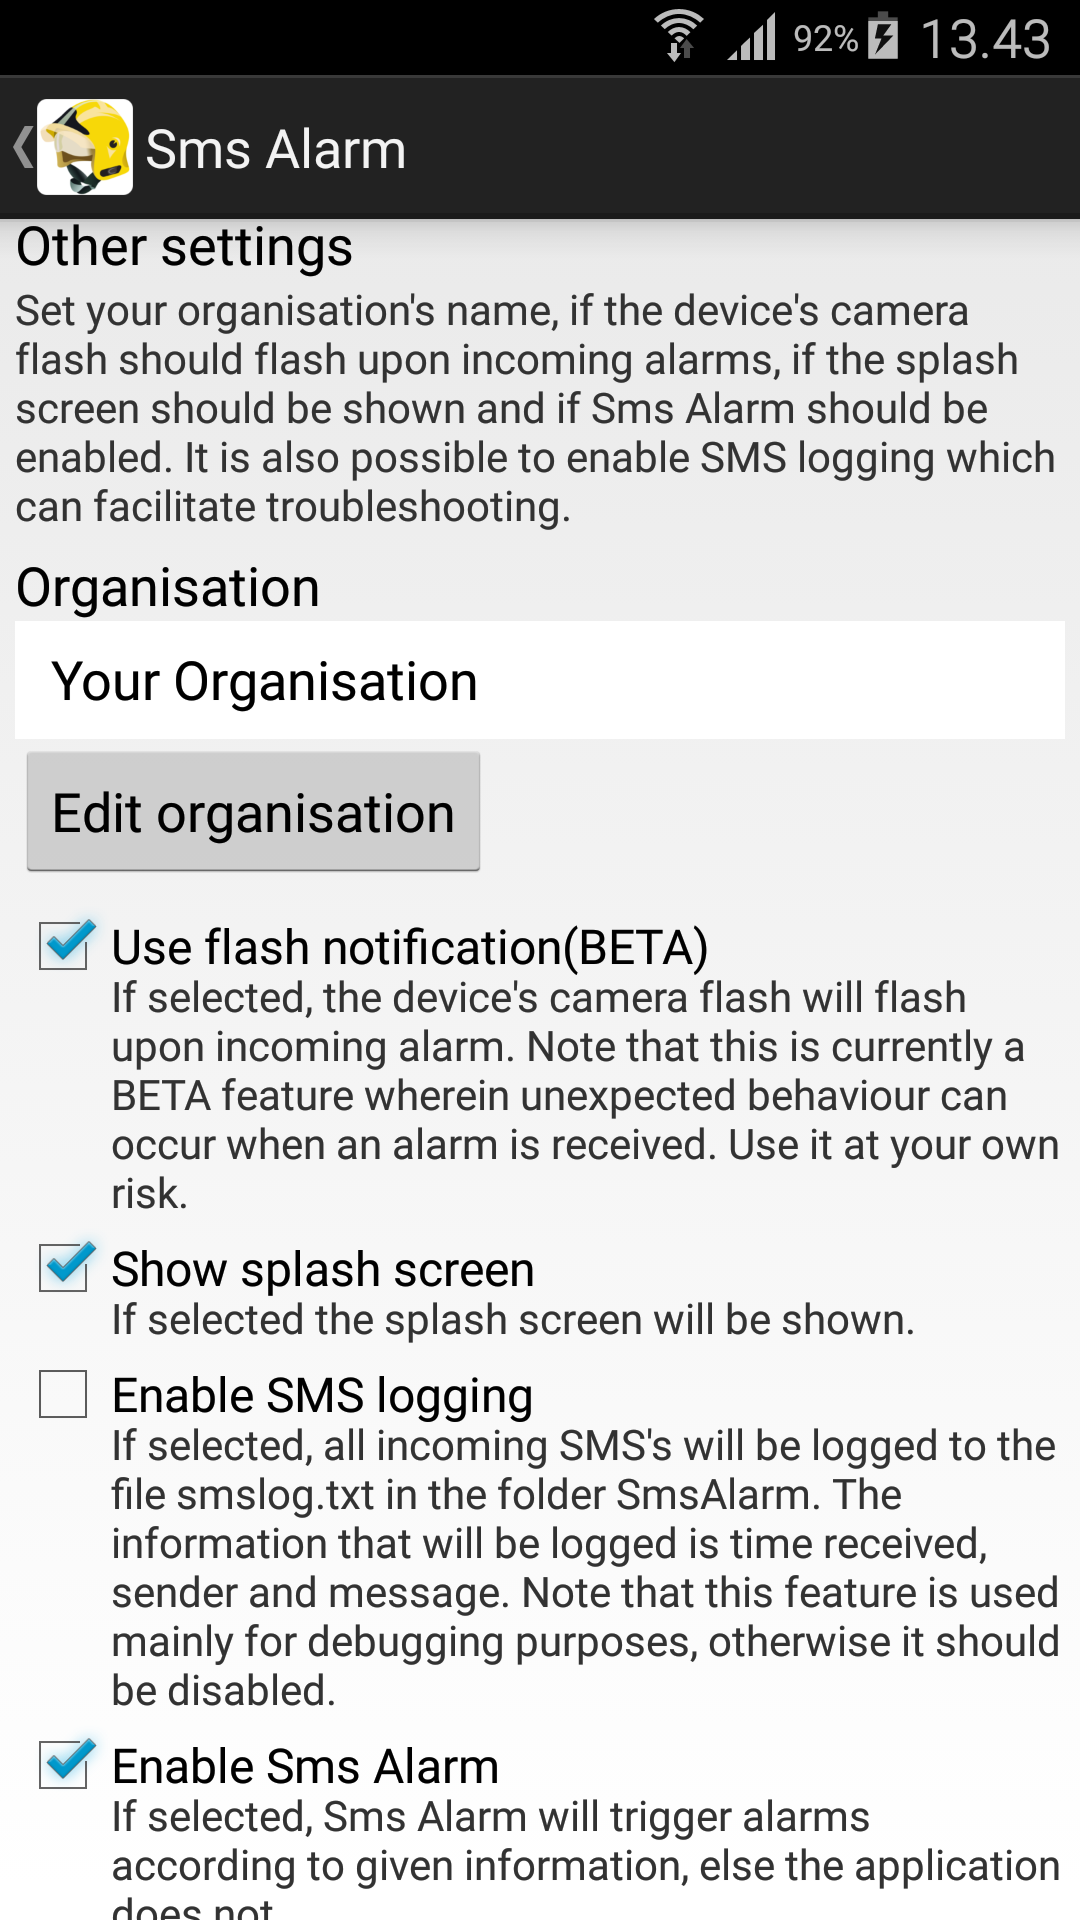 92% 13.43
Sms Alarm
Other settings
Set your organisation's name, if the device's camera
flash should flash upon incoming alarms, if the splash
screen should be shown and if Sms Alarm should be
enabled. It is also possible to enable SMS logging which
can facilitate troubleshooting.
Organisation
Your Organisation
Edit organisation
Use flash notification(BETA)
If selected, the device's camera flash will flash
upon incoming alarm. Note that this is currently a
BETA feature wherein unexpected behaviour can
occur when an alarm is received. Use it at your own
risk.
Show splash screen
If selected the splash screen will be shown.
Enable SMS logging
If selected, all incoming SMS's will be logged to the
file smslog.txt in the folder SmsAlarm. The
information that will be logged is time received,
sender and message. Note that this feature is used
mainly for debugging purposes, otherwise it should
be disabled.
Enable Sms Alarm
If selected, Sms Alarm will trigger alarms
according to given information, else the application
does not